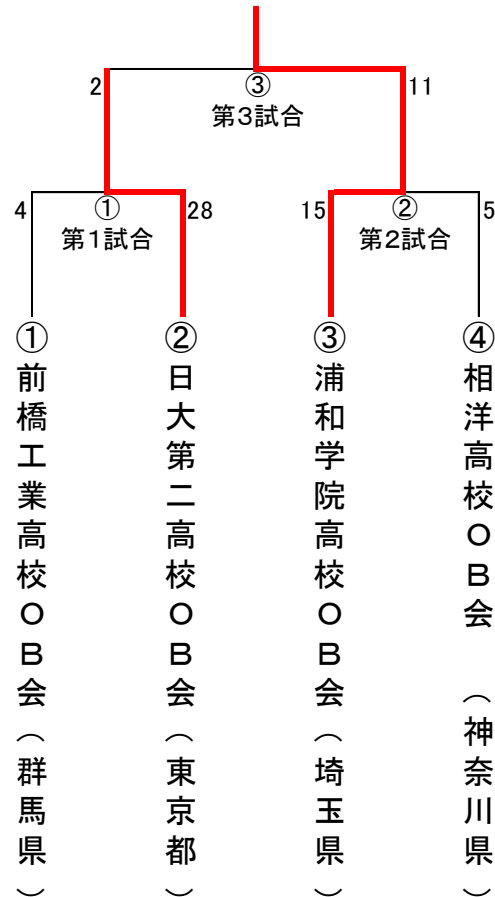 2
③
11
第3試合
4
①
28
15
②
5
第1試合
第2試合
①前橋工業高校OB会(群馬県)
②日大第二高校OB会(東京都)
③浦和学院高校OB会(埼玉県)
④相洋高校OB会 (神奈川県)